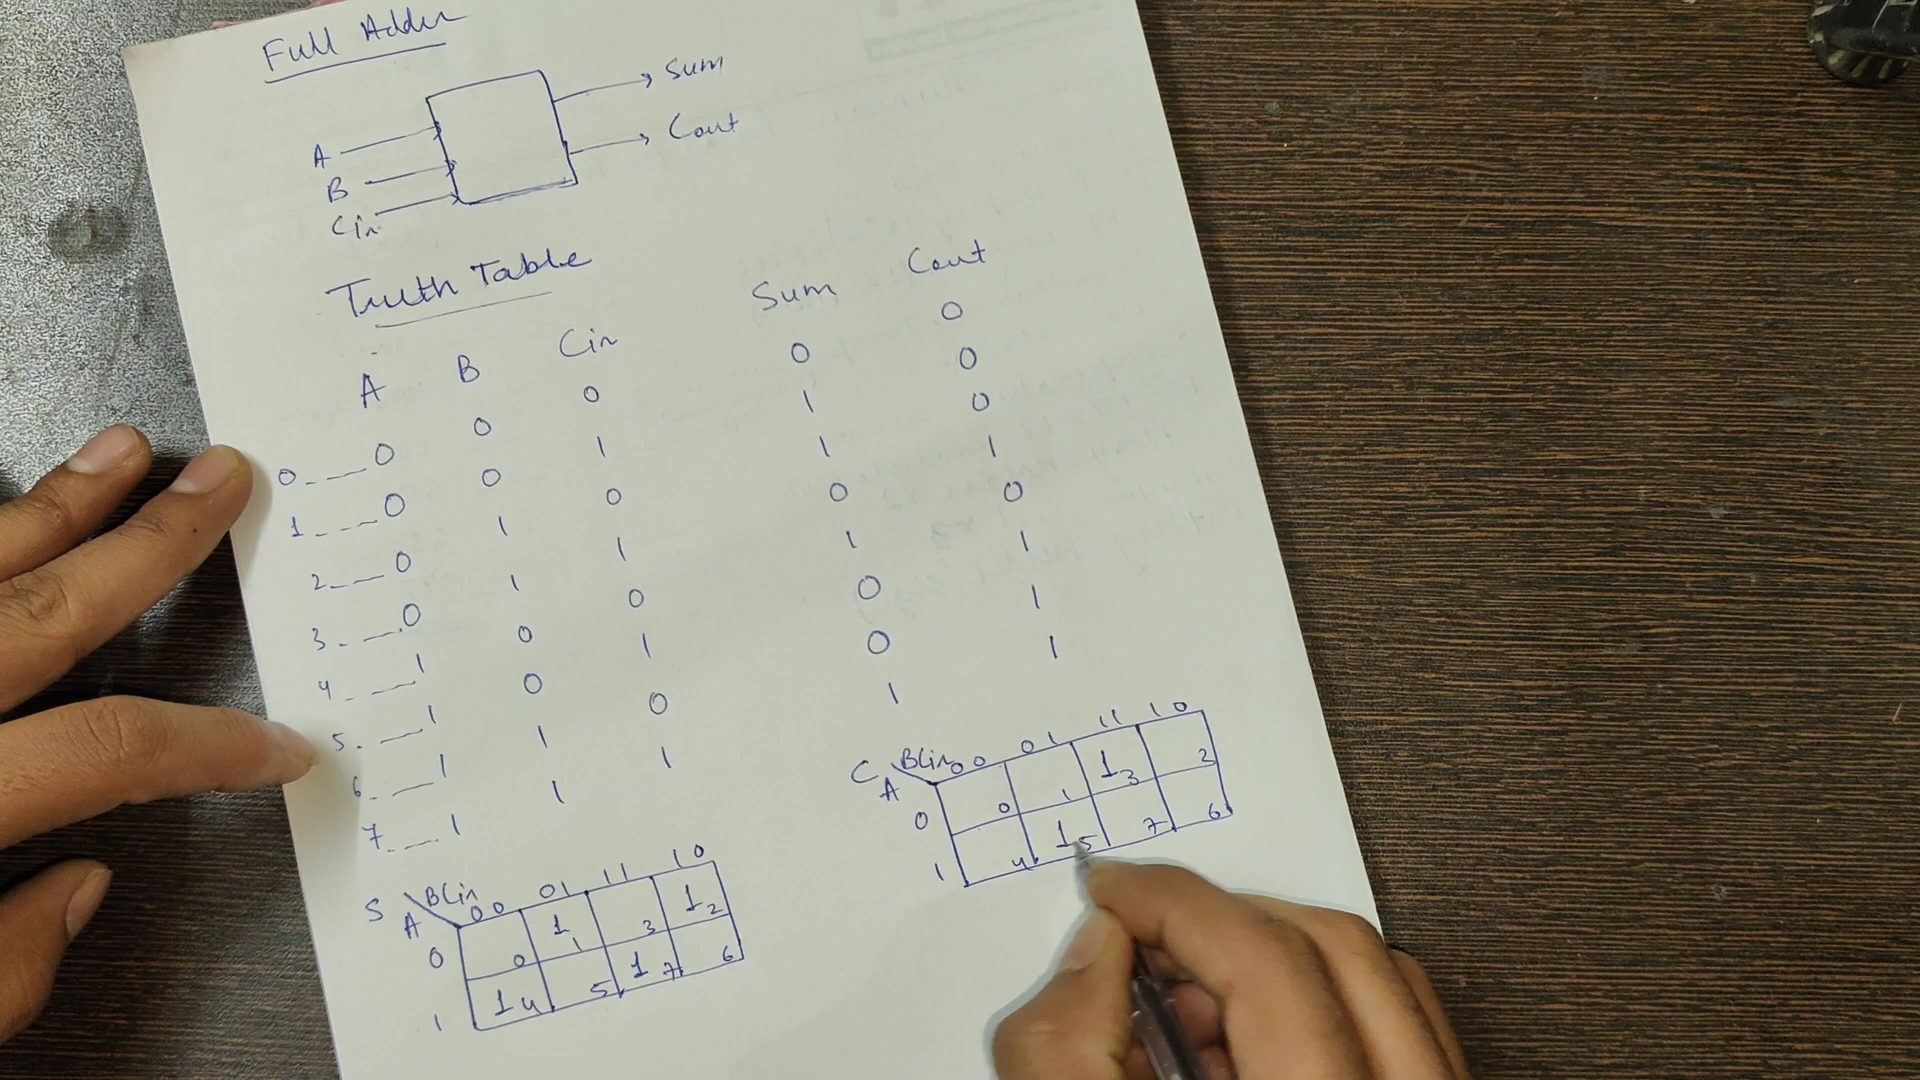 Full Adder
Sum
Cout
A
B
Cin
Truth Table
A B Cin Sum Cout
0 0 0 0 0 0
1 0 0 1 1 0
2 0 1 0 1 0
3 0 1 1 0 1
4 1 0 0 1 0
5 1 0 1 0 1
6 1 1 0 0 1
7 1 1 1 1 1
C BCin 00 01 11 10
A
0 0 1 1 3 2
1 4 1 5 7 6
S BCin 00 01 11 10
A
0 0 1 1 3 1 2
1 1 4 5 1 7 6